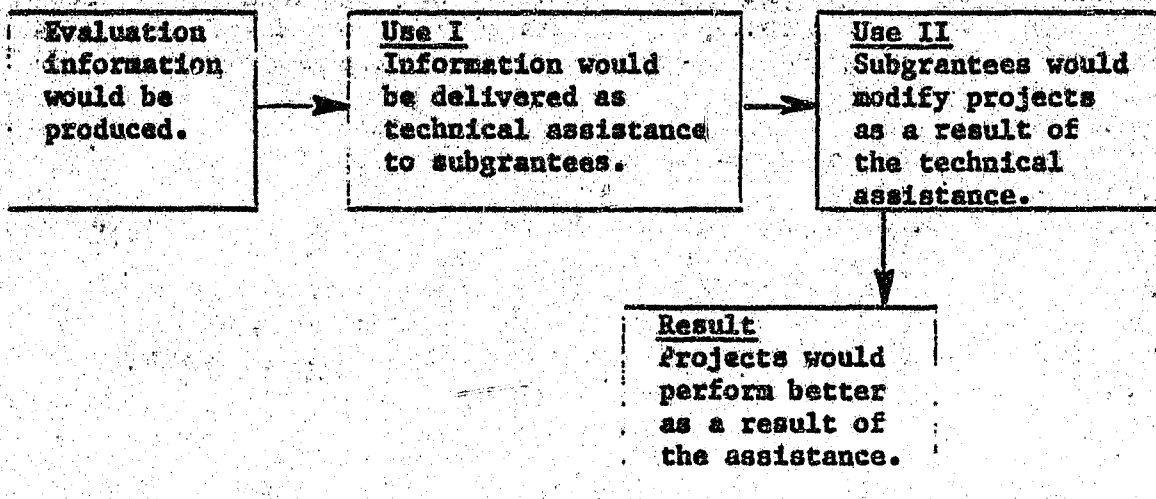 Evaluation
information
would be
produced.
Use I
Information would
be delivered as
technical assistance
to subgrantees.
Use II
Subgrantees would
modify projects
as a result of
the technical
assistance.
Result
Projects would
perform better
as a result of
the assistance.